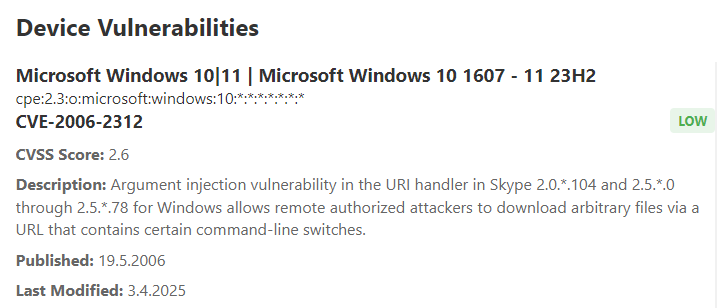 Device Vulnerabilities
Microsoft Windows 10|11 | Microsoft Windows 10 1607 - 11 23H2
cpe:2.3:o:microsoft:windows:10:*:*:*:*:*:*:*
CVE-2006-2312
LOW
CVSS Score: 2.6
Description: Argument injection vulnerability in the URI handler in Skype 2.0.*.104 and 2.5.*.0
through 2.5.*.78 for Windows allows remote authorized attackers to download arbitrary files via a
URL that contains certain command-line switches.
Published: 19.5.2006
Last Modified: 3.4.2025